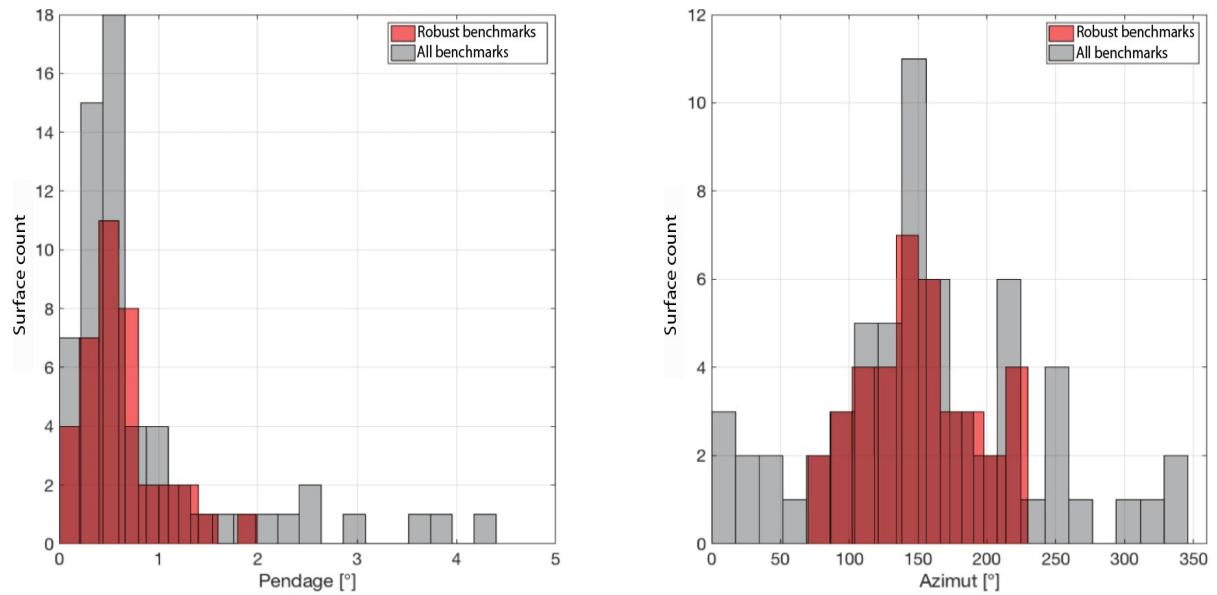 Robust benchmarks
All benchmarks
18
16
14
12
10
8
6
4
2
0
Surface count
0 1 2 3 4 5
Pendage [°]
Robust benchmarks
All benchmarks
12
10
8
6
4
2
0
Surface count
0 50 100 150 200 250 300 350
Azimut [°]